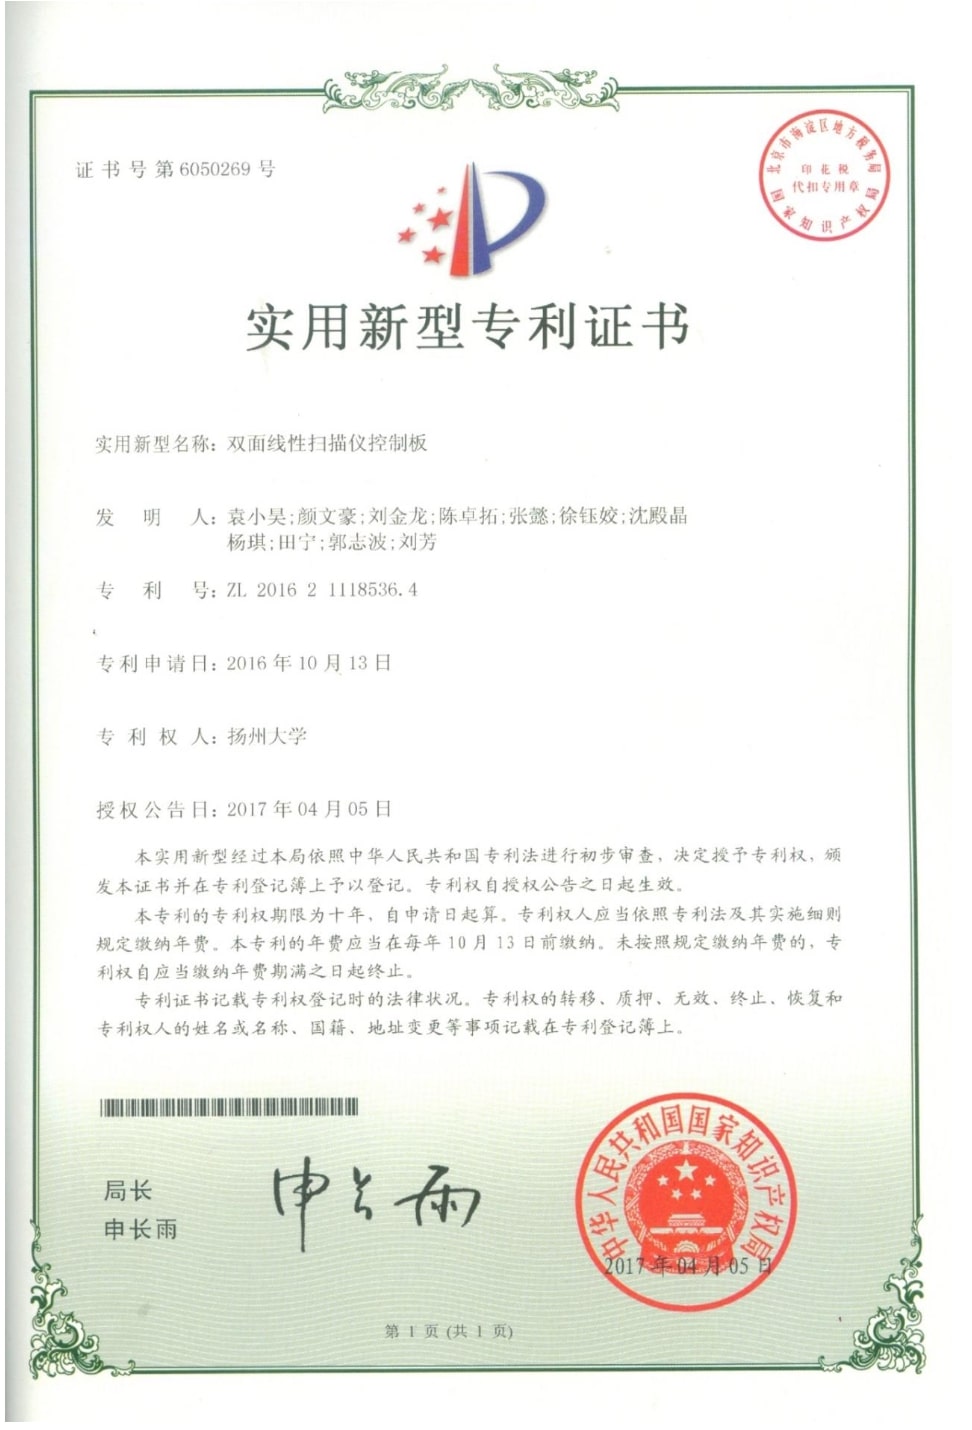 证书号第6050269号
北京市海淀区地方税务局
印花税
代扣专用章
国家知识产权局
实用新型专利证书
实用新型名称：双面线性扫描仪控制板
发明人：袁小昊;颜文豪;刘金龙;陈卓拓;张懿;徐钰姣;沈殿晶
杨琪;田宁;郭志波;刘芳
专利号：ZL 2016 2 1118536.4
专利申请日：2016年10月13日
专利权人：扬州大学
授权公告日：2017年04月05日
本实用新型经过本局依照中华人民共和国专利法进行初步审查，决定授予专利权，颁
发本证书并在专利登记簿上予以登记。专利权自授权公告之日起生效。
本专利的专利权期限为十年，自申请日起算。专利权人应当依照专利法及其实施细则
规定缴纳年费。本专利的年费应当在每年10月13日前缴纳。未按照规定缴纳年费的，专
利权自应当缴纳年费期满之日起终止。
专利证书记载专利权登记时的法律状况。专利权的转移、质押、无效、终止、恢复和
专利权人的姓名或名称、国籍、地址变更等事项记载在专利登记簿上。
局长
申长雨
申长雨
中华人民共和国国家知识产权局
2017年04月05日
第1页(共1页)